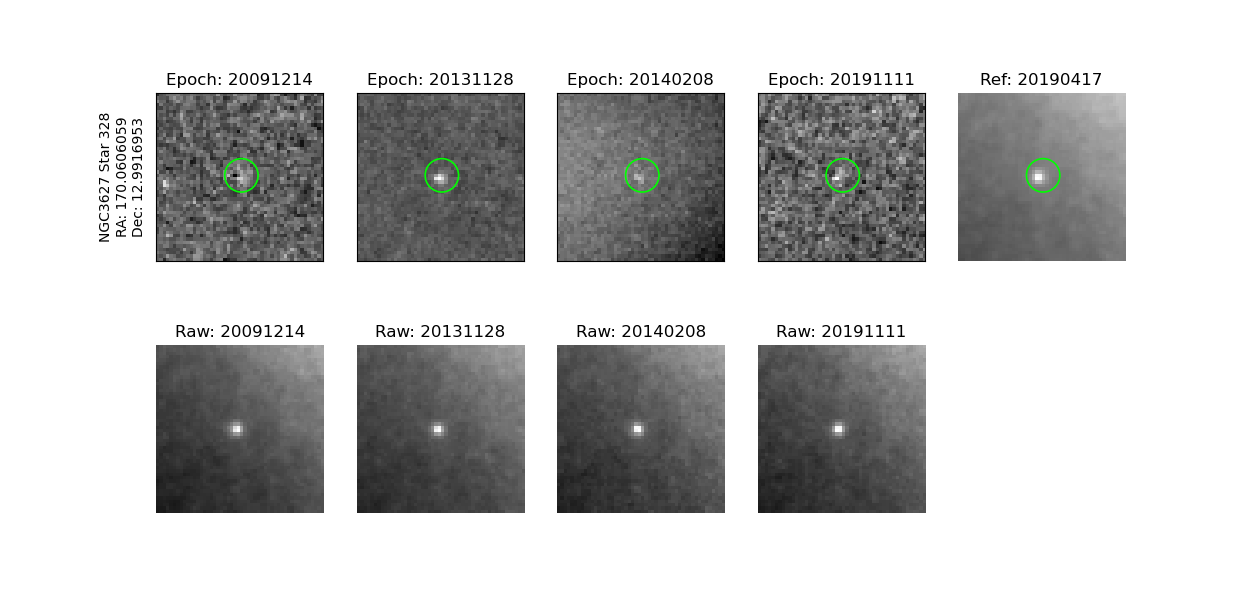 Epoch: 20091214
Epoch: 20131128
Epoch: 20140208
Epoch: 20191111
Ref: 20190417
NGC3627 Star 328
RA: 170.0606059
Dec: 12.9916953
Raw: 20091214
Raw: 20131128
Raw: 20140208
Raw: 20191111